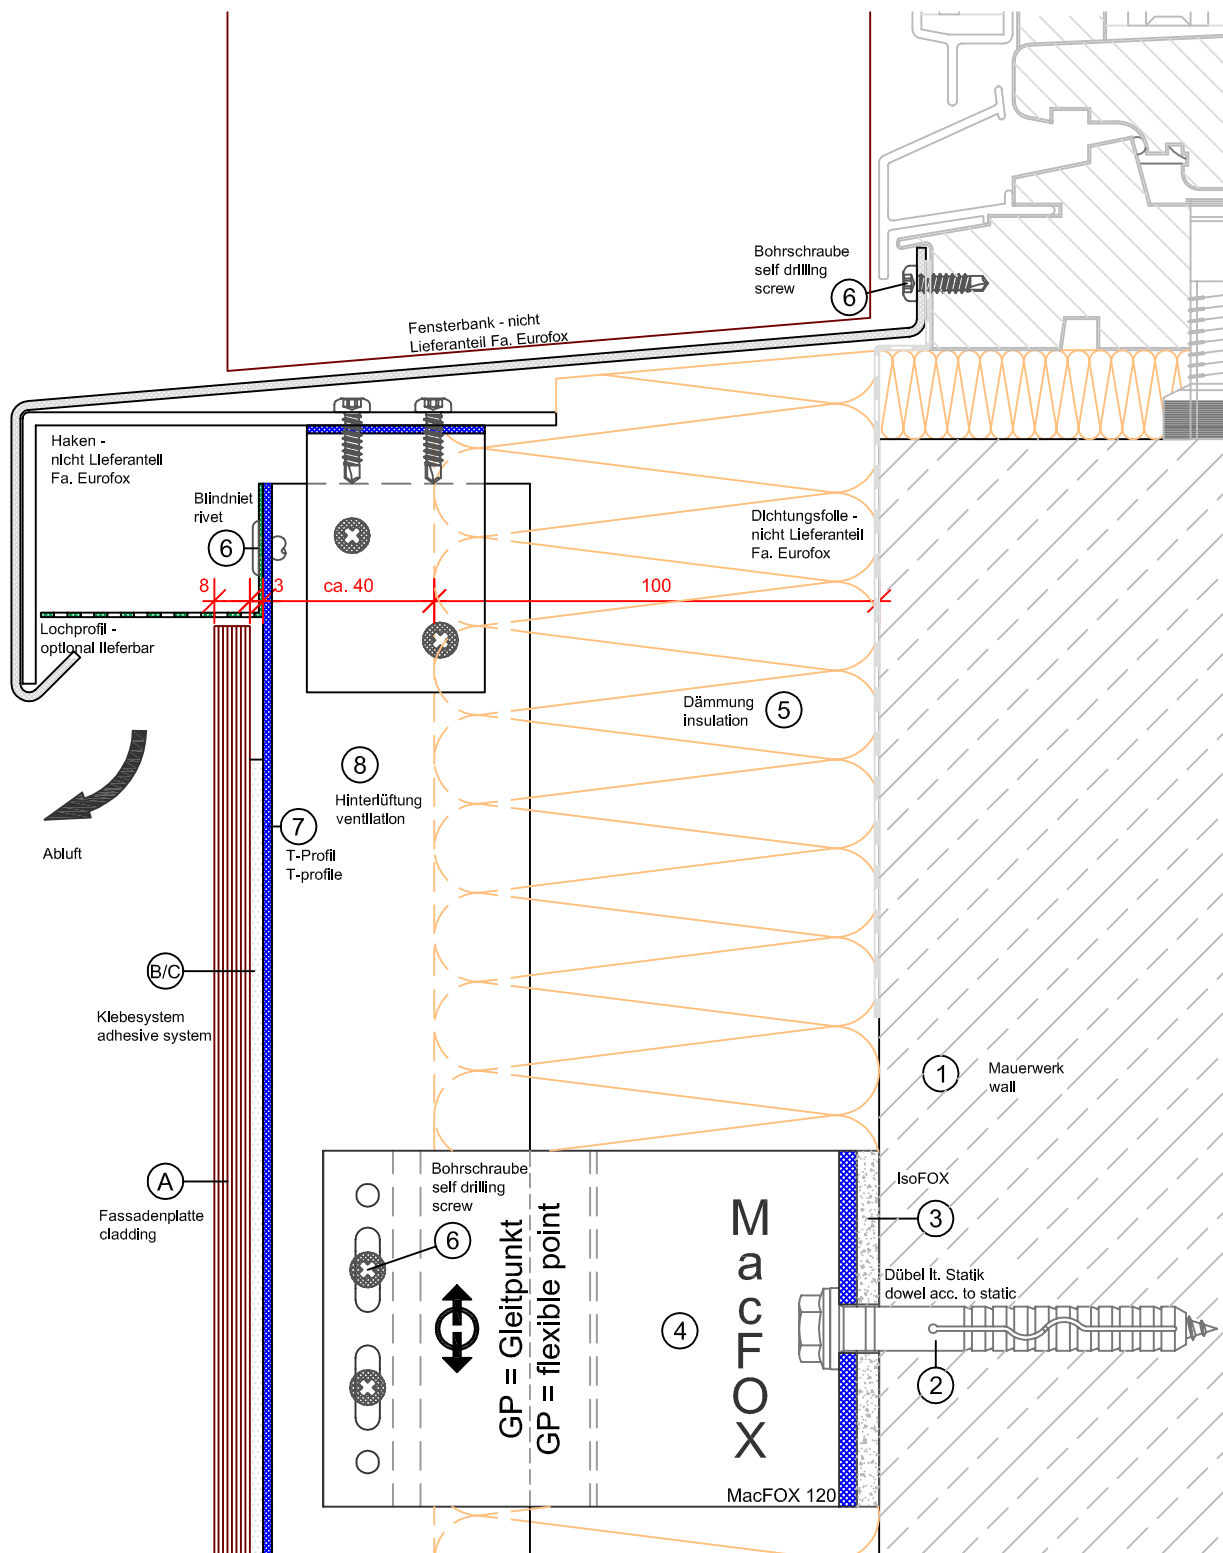 Bohrschraube
self drilling
screw
6
Fensterbank - nicht
Lieferanteil Fa. Eurofox
Haken -
nicht Lieferanteil
Fa. Eurofox
Blindniet
rivet
6
Dichtungsfolie -
nicht Lieferanteil
Fa. Eurofox
8
3
ca. 40
100
Lochprofil -
optional lieferbar
Dämmung
insulation
5
8
Hinterlüftung
ventilation
7
T-Profil
T-profile
Abluft
B/C
Klebesystem
adhesive system
1
Mauerwerk
wall
A
Fassadenplatte
cladding
Bohrschraube
self drilling
screw
6
IsoFOX
3
GP = Gleitpunkt
GP = flexible point
MacFOX
4
Dübel lt. Statik
dowel acc. to static
2
MacFOX 120